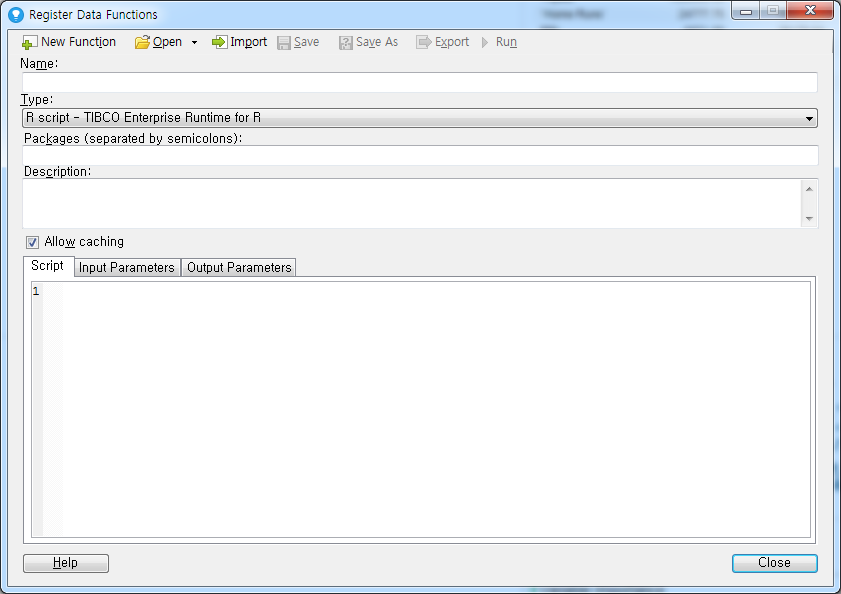 Register Data Functions
New Function Open Import Save Save As Export Run
Name:
Type:
R script - TIBCO Enterprise Runtime for R
Packages (separated by semicolons):
Description:
Allow caching
Script Input Parameters Output Parameters
1
Help Close